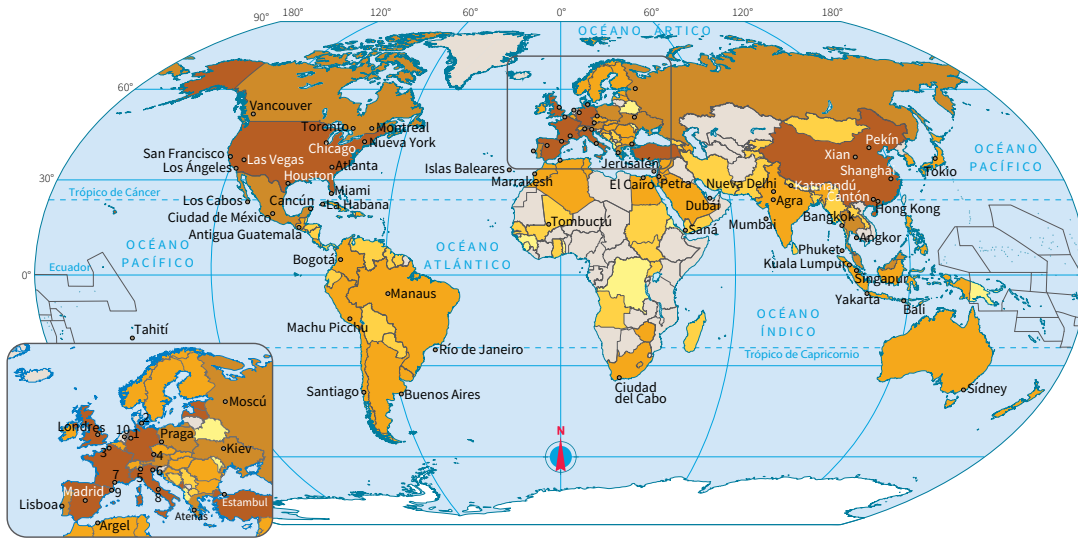 90°
180°
120°
60°
0°
60°
120°
180°
OCÉANO ÁRTICO
60°
Vancouver
Toronto
Montreal
Chicago
Nueva York
San Francisco
Las Vegas
Los Ángeles
Atlanta
Houston
30°
Miami
Trópico de Cáncer
Los Cabos
Cancún
La Habana
Ciudad de México
Antigua Guatemala
OCÉANO
PACÍFICO
Bogotá
OCÉANO
ATLÁNTICO
Ecuador
0°
Manaus
Machu Picchu
Río de Janeiro
Tahití
Santiago
Buenos Aires
Islas Baleares
Marrakesh
Tombuctú
Jerusalén
El Cairo
Petra
Dubai
Saná
Nueva Delhi
Agra
Mumbai
Katmandú
Pekín
Xian
Shanghai
Cantón
Tokio
Hong Kong
OCÉANO
PACÍFICO
Bangkok
Angkor
Phuket
Kuala Lumpur
Singapur
Yakarta
Bali
OCÉANO
ÍNDICO
Trópico de Capricornio
Ciudad
del Cabo
Sídney
N
Moscú
Londres
10
1
2
3
Praga
4
Kiev
5
6
7
8
9
Madrid
Lisboa
Estambul
Atenas
Argel